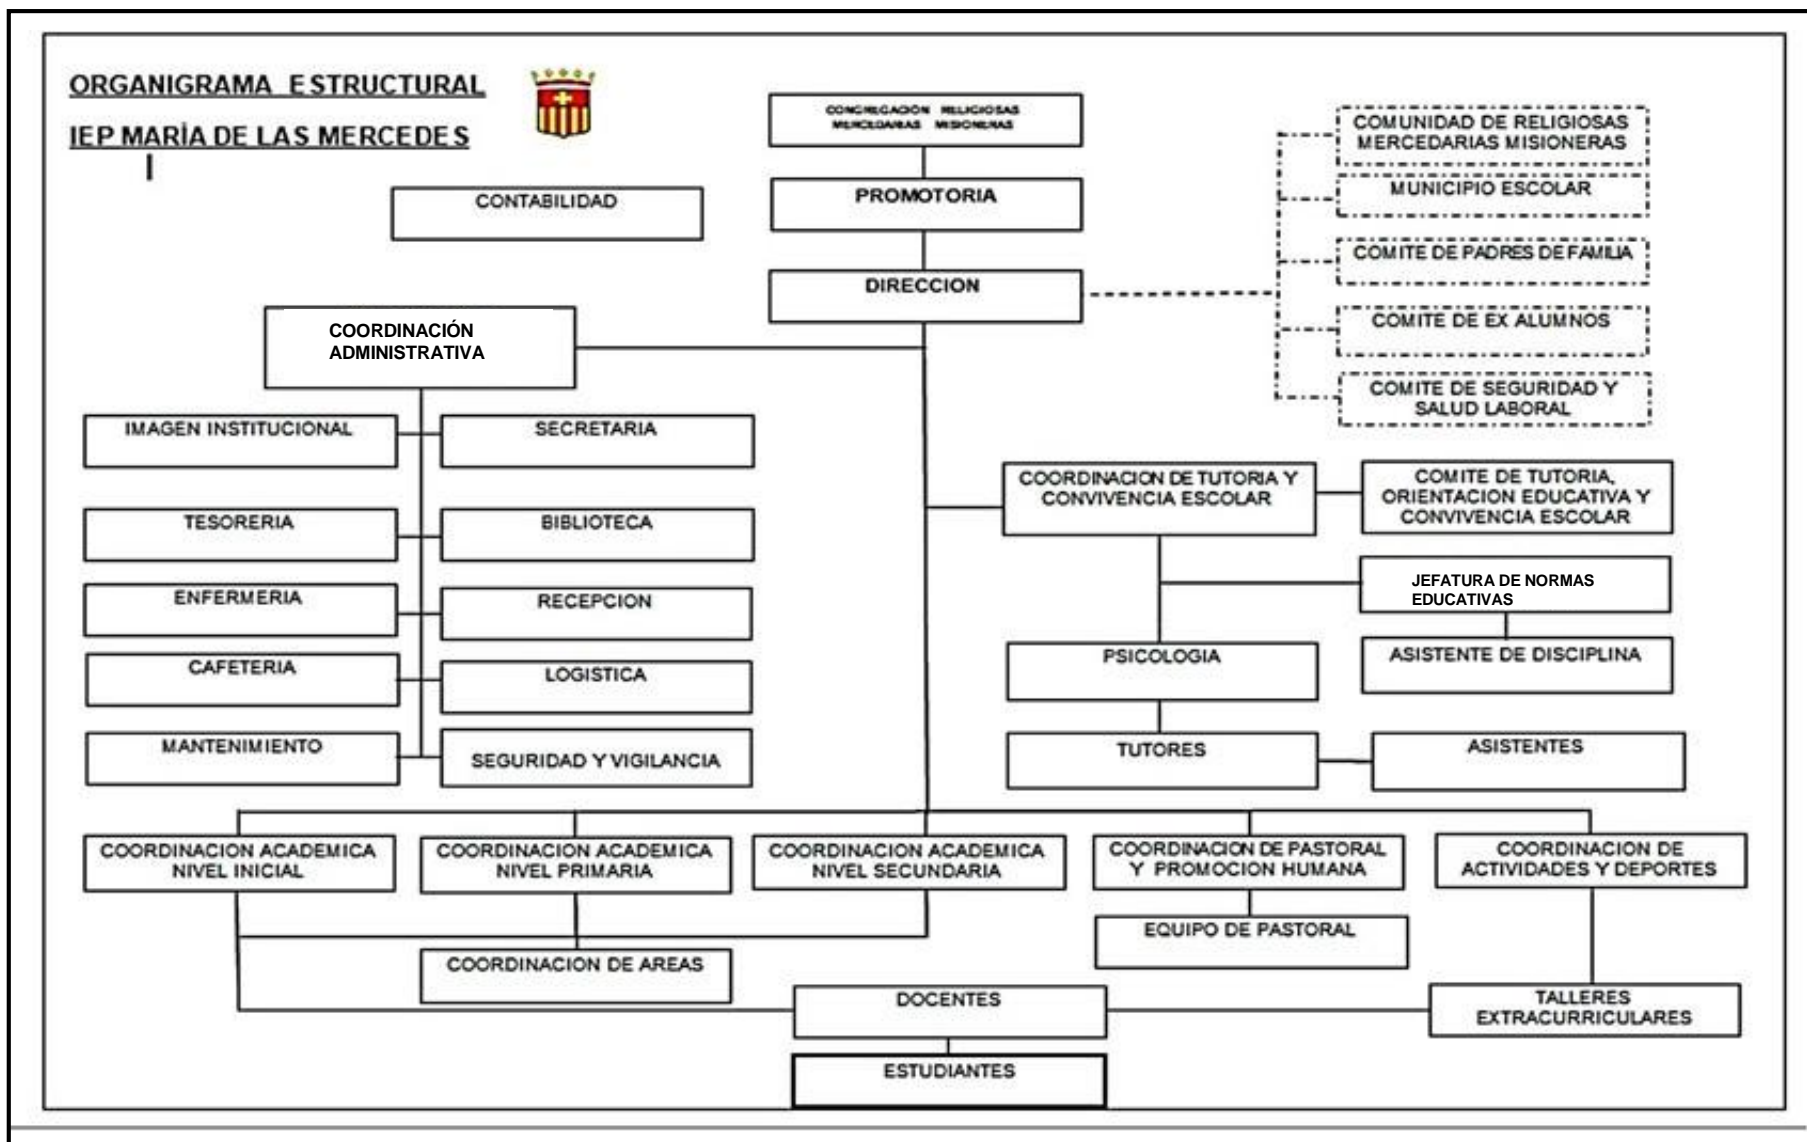 ORGANIGRAMA ESTRUCTURAL
IEP MARÌA DE LAS MERCEDES
CONGREGACIÓN RELIGIOSAS
MERCEDARIAS MISIONERAS
PROMOTORIA
DIRECCION
CONTABILIDAD
COMUNIDAD DE RELIGIOSAS
MERCEDARIAS MISIONERAS
MUNICIPIO ESCOLAR
COMITE DE PADRES DE FAMILIA
COMITE DE EX ALUMNOS
COMITE DE SEGURIDAD Y
SALUD LABORAL
COORDINACIÓN
ADMINISTRATIVA
IMAGEN INSTITUCIONAL
SECRETARIA
TESORERIA
BIBLIOTECA
ENFERMERIA
RECEPCION
CAFETERIA
LOGISTICA
MANTENIMIENTO
SEGURIDAD Y VIGILANCIA
COORDINACION DE TUTORIA Y
CONVIVENCIA ESCOLAR
COMITE DE TUTORIA,
ORIENTACION EDUCATIVA Y
CONVIVENCIA ESCOLAR
JEFATURA DE NORMAS
EDUCATIVAS
ASISTENTE DE DISCIPLINA
PSICOLOGIA
TUTORES
ASISTENTES
COORDINACION ACADEMICA
NIVEL INICIAL
COORDINACION ACADEMICA
NIVEL PRIMARIA
COORDINACION ACADEMICA
NIVEL SECUNDARIA
COORDINACION DE PASTORAL
Y PROMOCION HUMANA
COORDINACION DE
ACTIVIDADES Y DEPORTES
EQUIPO DE PASTORAL
COORDINACION DE AREAS
DOCENTES
TALLERES
EXTRACURRICULARES
ESTUDIANTES